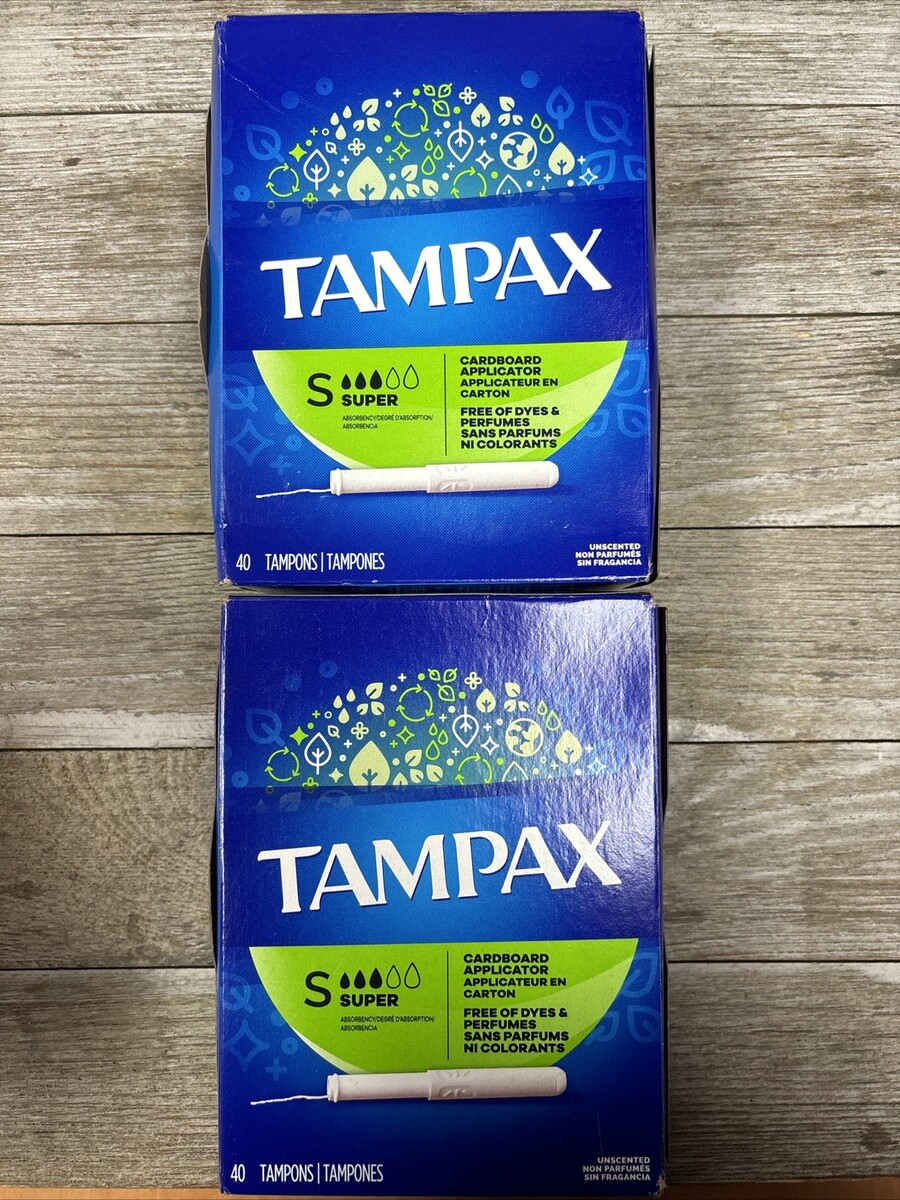 TAMPAX
S
SUPER
ABSORBENCY/DEGRÉ D'ABSORPTION/
ABSORBENCIA
CARDBOARD
APPLICATOR
APPLICATEUR EN
CARTON
FREE OF DYES &
PERFUMES
SANS PARFUMS
NI COLORANTS
40 TAMPONS | TAMPONES
UNSCENTED
NON PARFUMÉS
SIN FRAGANCIA
TAMPAX
S
SUPER
ABSORBENCY/DEGRÉ D'ABSORPTION/
ABSORBENCIA
CARDBOARD
APPLICATOR
APPLICATEUR EN
CARTON
FREE OF DYES &
PERFUMES
SANS PARFUMS
NI COLORANTS
40 TAMPONS | TAMPONES
UNSCENTED
NON PARFUMÉS
SIN FRAGANCIA